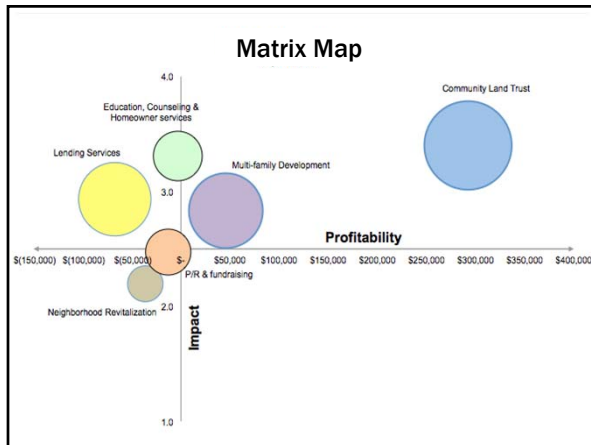 Matrix Map
4.0
Community Land Trust
Education, Counseling &
Homeowner services
Lending Services
Multi-family Development
3.0
Profitability
$(150,000) $(100,000) $(50,000) $- $50,000 $100,000 $150,000 $200,000 $250,000 $300,000 $350,000 $400,000
P/R & fundraising
2.0
Neighborhood Revitalization
Impact
1.0